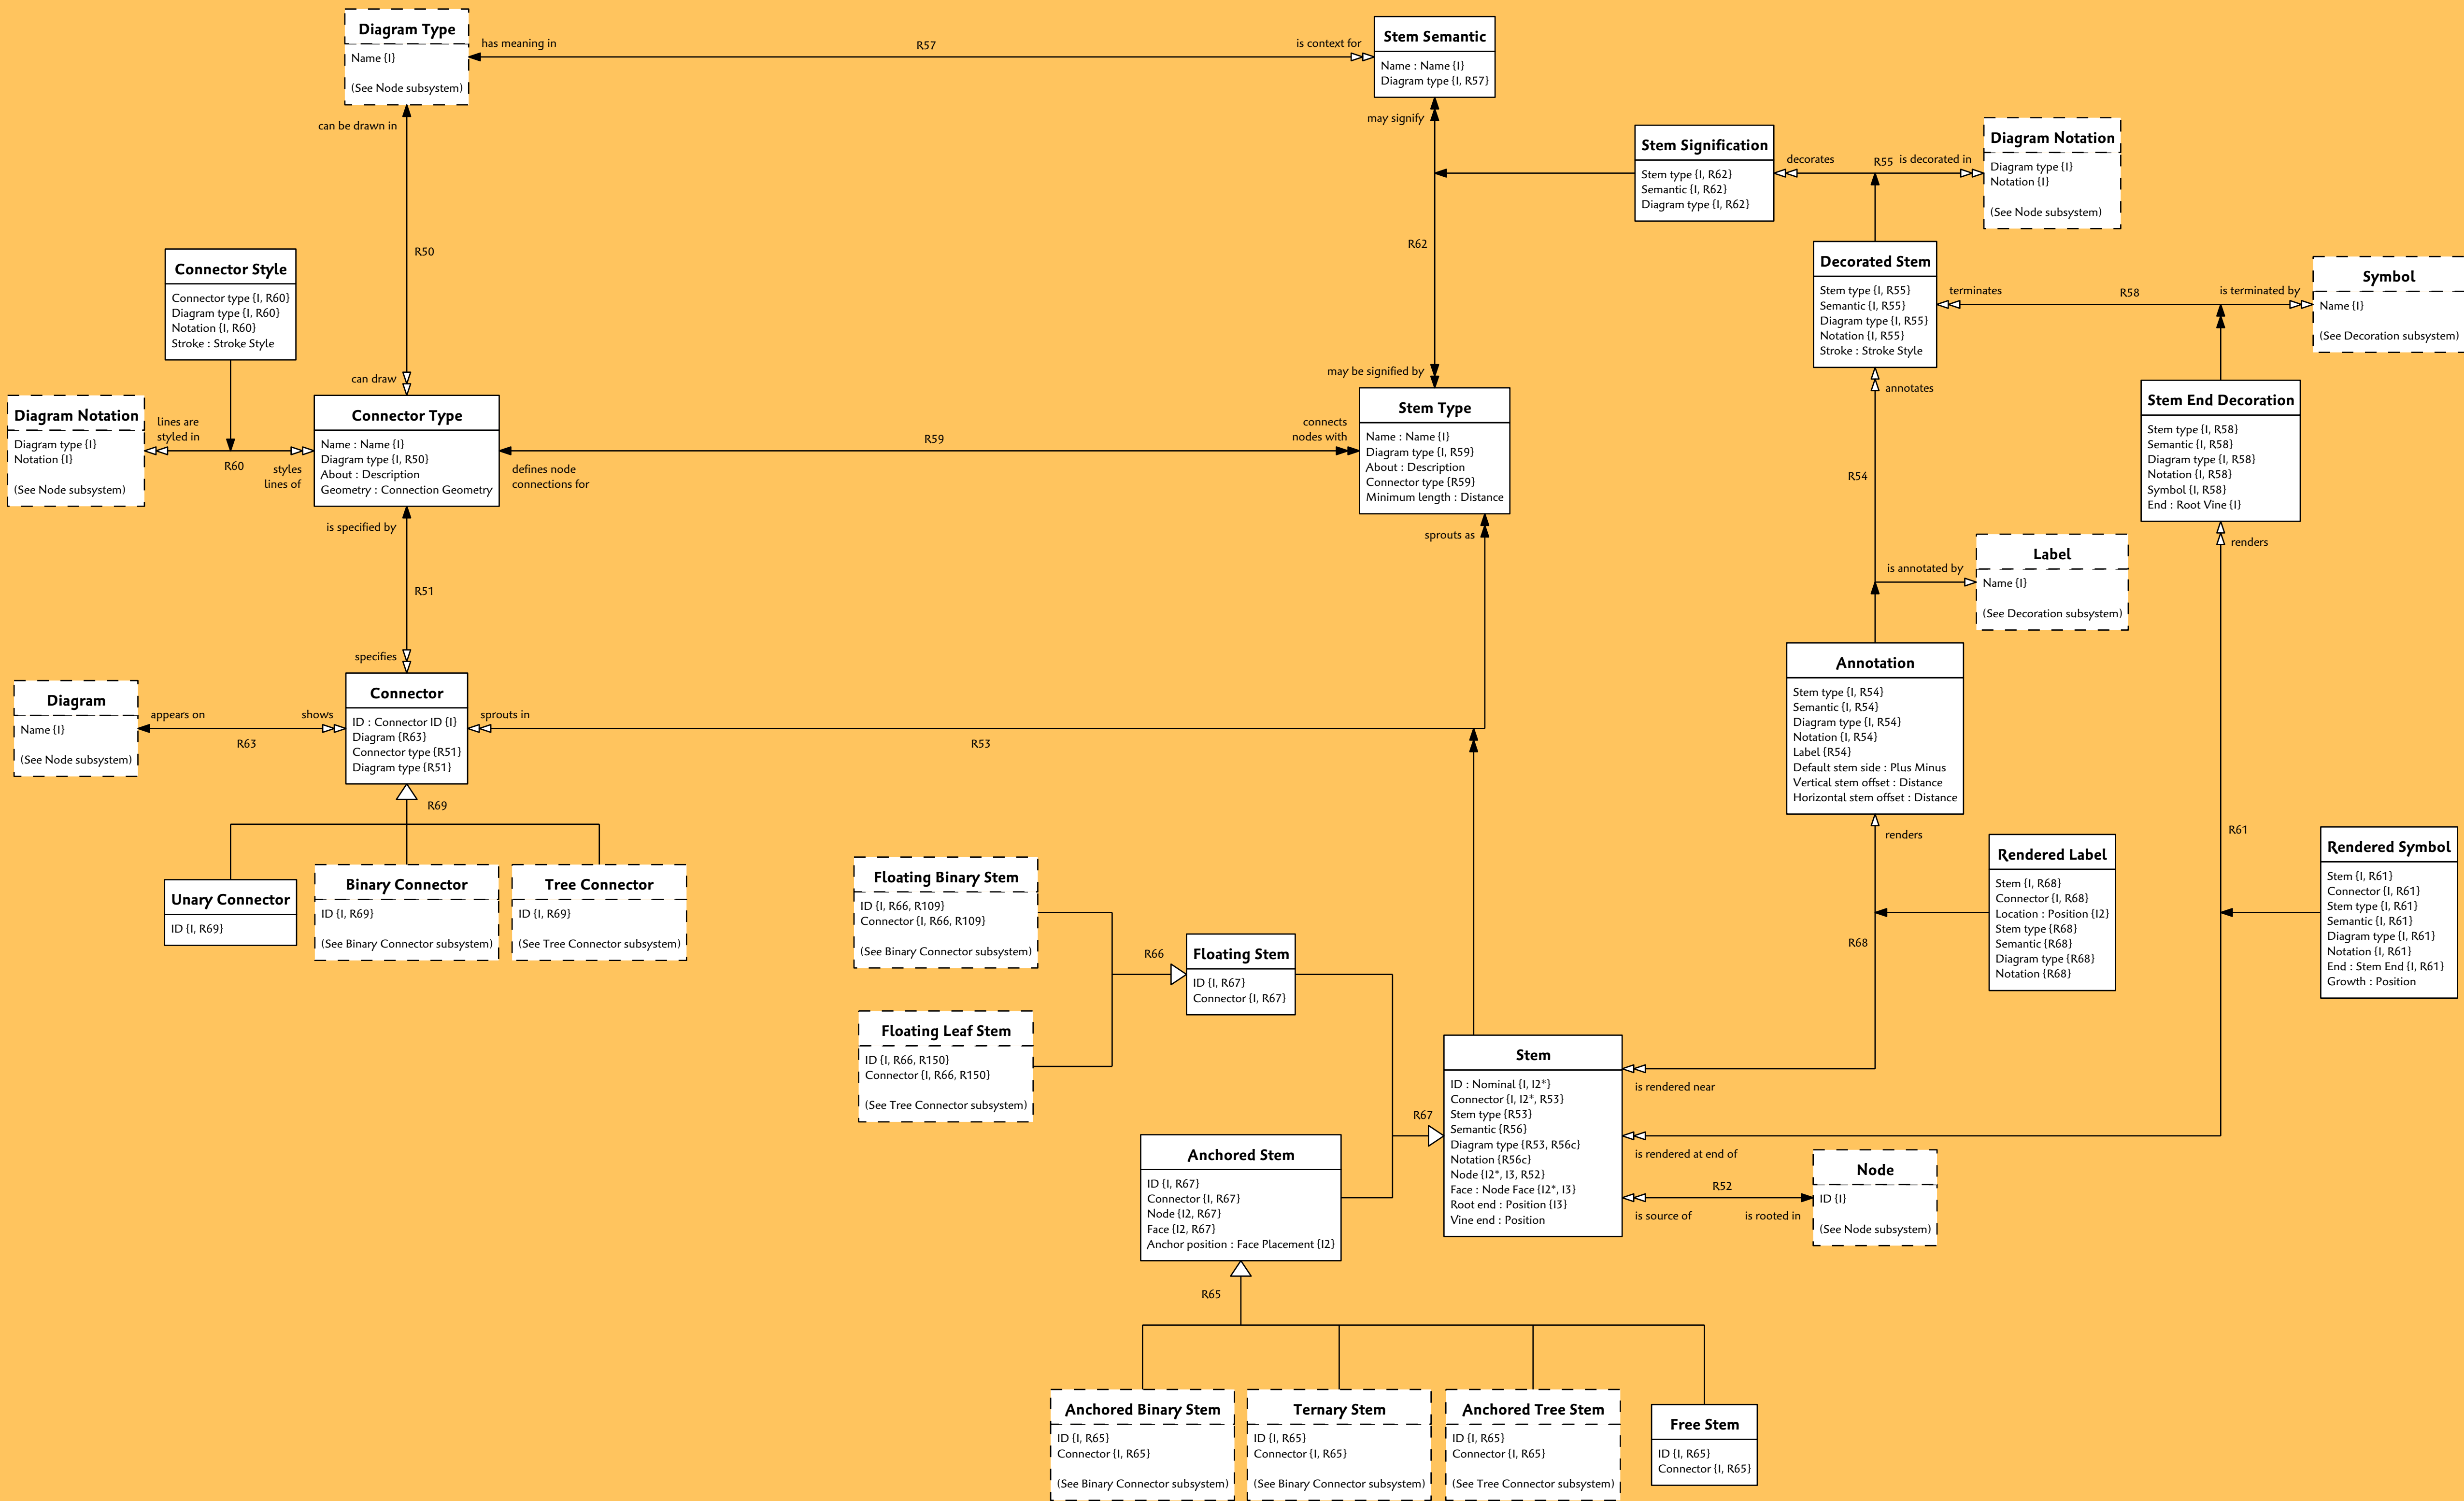 Diagram Type
Name {I}
(See Node subsystem)
has meaning in
R57
is context for
Stem Semantic
Name : Name {I}
Diagram type {I, R57}
can be drawn in
R50
can draw
may signify
R62
may be signified by
Stem Signification
Stem type {I, R62}
Semantic {I, R62}
Diagram type {I, R62}
decorates
R55
is decorated in
Diagram Notation
Diagram type {I}
Notation {I}
(See Node subsystem)
Decorated Stem
Stem type {I, R55}
Semantic {I, R55}
Diagram type {I, R55}
Notation {I, R55}
Stroke : Stroke Style
terminates
R58
is terminated by
Symbol
Name {I}
(See Decoration subsystem)
Connector Style
Connector type {I, R60}
Diagram type {I, R60}
Notation {I, R60}
Stroke : Stroke Style
Diagram Notation
Diagram type {I}
Notation {I}
(See Node subsystem)
lines are
styled in
R60
styles
lines of
Connector Type
Name : Name {I}
Diagram type {I, R50}
About : Description
Geometry : Connection Geometry
defines node
connections for
R59
connects
nodes with
Stem Type
Name : Name {I}
Diagram type {I, R59}
About : Description
Connector type {R59}
Minimum length : Distance
annotates
R54
is annotated by
Label
Name {I}
(See Decoration subsystem)
Stem End Decoration
Stem type {I, R58}
Semantic {I, R58}
Diagram type {I, R58}
Notation {I, R58}
Symbol {I, R58}
End : Root Vine {I}
renders
R61
is specified by
R51
specifies
sprouts as
Diagram
Name {I}
(See Node subsystem)
appears on
R63
shows
Connector
ID : Connector ID {I}
Diagram {R63}
Connector type {R51}
Diagram type {R51}
sprouts in
R53
Annotation
Stem type {I, R54}
Semantic {I, R54}
Diagram type {I, R54}
Notation {I, R54}
Label {R54}
Default stem side : Plus Minus
Vertical stem offset : Distance
Horizontal stem offset : Distance
R69
Unary Connector
ID {I, R69}
Binary Connector
ID {I, R69}
(See Binary Connector subsystem)
Tree Connector
ID {I, R69}
(See Tree Connector subsystem)
Floating Binary Stem
ID {I, R66, R109}
Connector {I, R66, R109}
(See Binary Connector subsystem)
R66
Floating Stem
ID {I, R67}
Connector {I, R67}
Floating Leaf Stem
ID {I, R66, R150}
Connector {I, R66, R150}
(See Tree Connector subsystem)
renders
R68
Rendered Label
Stem {I, R68}
Connector {I, R68}
Location : Position {I2}
Stem type {R68}
Semantic {R68}
Diagram type {R68}
Notation {R68}
Rendered Symbol
Stem {I, R61}
Connector {I, R61}
Stem type {I, R61}
Semantic {I, R61}
Diagram type {I, R61}
Notation {I, R61}
End : Stem End {I, R61}
Growth : Position
R67
Stem
ID : Nominal {I, I2*}
Connector {I, I2*, R53}
Stem type {R53}
Semantic {R56}
Diagram type {R53, R56c}
Notation {R56c}
Node {I2*, I3, R52}
Face : Node Face {I2*, I3}
Root end : Position {I3}
Vine end : Position
is rendered near
is rendered at end of
R52
is source of
is rooted in
Node
ID {I}
(See Node subsystem)
Anchored Stem
ID {I, R67}
Connector {I, R67}
Node {I2, R67}
Face {I2, R67}
Anchor position : Face Placement {I2}
R65
Anchored Binary Stem
ID {I, R65}
Connector {I, R65}
(See Binary Connector subsystem)
Ternary Stem
ID {I, R65}
Connector {I, R65}
(See Binary Connector subsystem)
Anchored Tree Stem
ID {I, R65}
Connector {I, R65}
(See Tree Connector subsystem)
Free Stem
ID {I, R65}
Connector {I, R65}